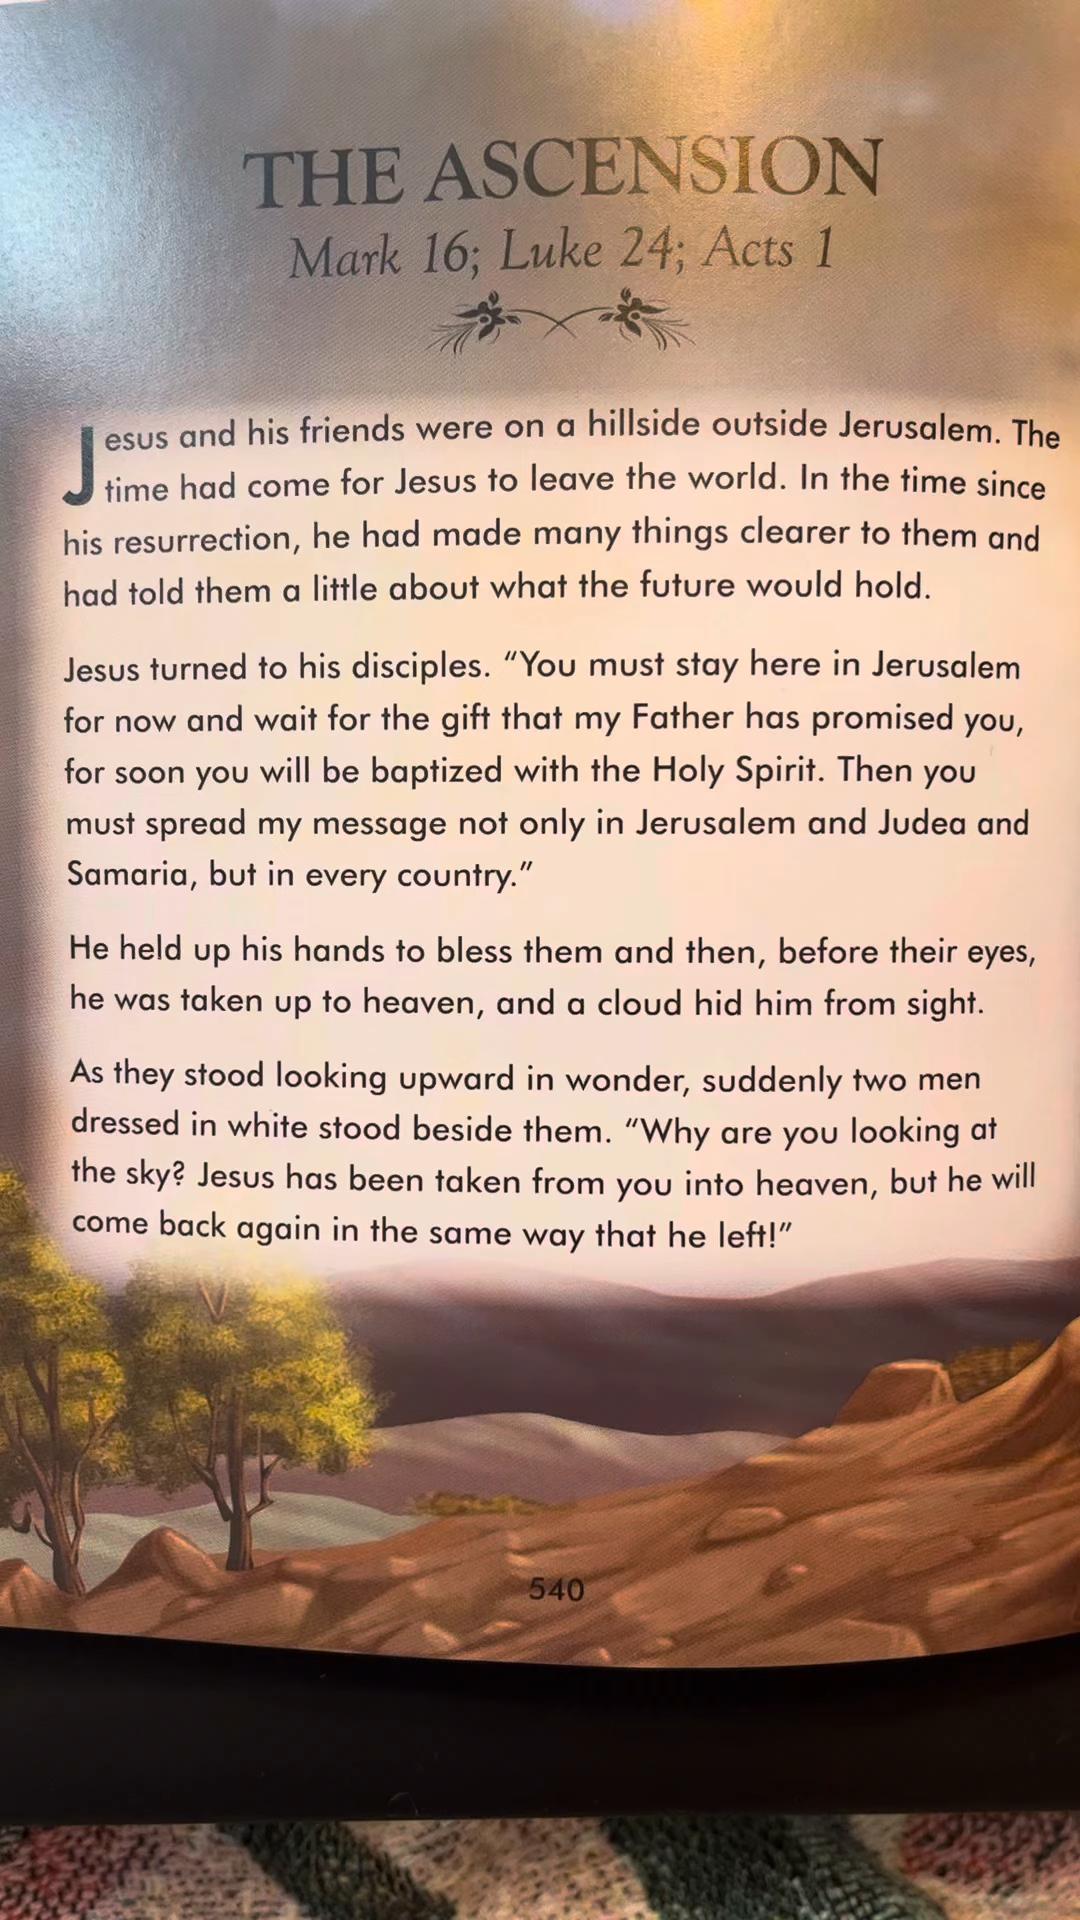 THE ASCENSION
Mark 16; Luke 24; Acts 1
Jesus and his friends were on a hillside outside Jerusalem. The
time had come for Jesus to leave the world. In the time since
his resurrection, he had made many things clearer to them and
had told them a little about what the future would hold.
Jesus turned to his disciples. “You must stay here in Jerusalem
for now and wait for the gift that my Father has promised you,
for soon you will be baptized with the Holy Spirit. Then you
must spread my message not only in Jerusalem and Judea and
Samaria, but in every country.”
He held up his hands to bless them and then, before their eyes,
he was taken up to heaven, and a cloud hid him from sight.
As they stood looking upward in wonder, suddenly two men
dressed in white stood beside them. “Why are you looking at
the sky? Jesus has been taken from you into heaven, but he will
come back again in the same way that he left!”
540